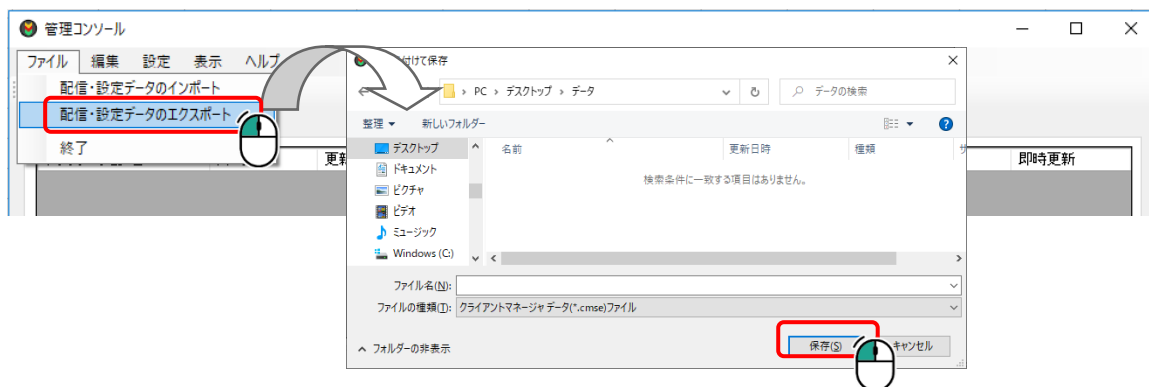 管理コンソール
ファイル 編集 設定 表示 ヘルプ
配信・設定データのインポート
配信・設定データのエクスポート
終了
更新
即時更新
付けて保存
PC › デスクトップ › データ
データの検索
整理 新しいフォルダー
デスクトップ
ドキュメント
ピクチャ
ビデオ
ミュージック
Windows (C:)
名前 更新日時 種類 サ
検索条件に一致する項目はありません。
ファイル名(N):
ファイルの種類(T): クライアントマネージャデータ(*.cmse)ファイル
フォルダーの非表示
保存(S) キャンセル